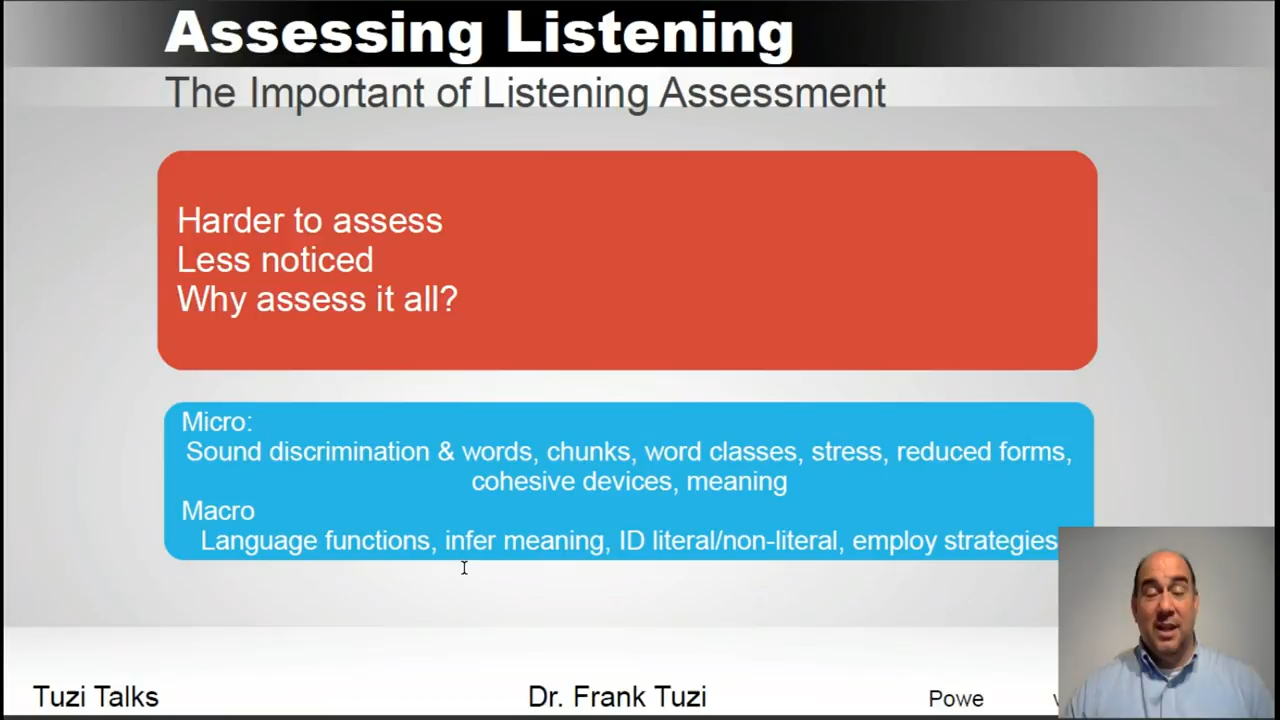 Assessing Listening
The Important of Listening Assessment
Harder to assess
Less noticed
Why assess it all?
Micro:
Sound discrimination & words, chunks, word classes, stress, reduced forms,
cohesive devices, meaning
Macro
Language functions, infer meaning, ID literal/non-literal, employ strategies
Tuzi Talks
Dr. Frank Tuzi
Powe